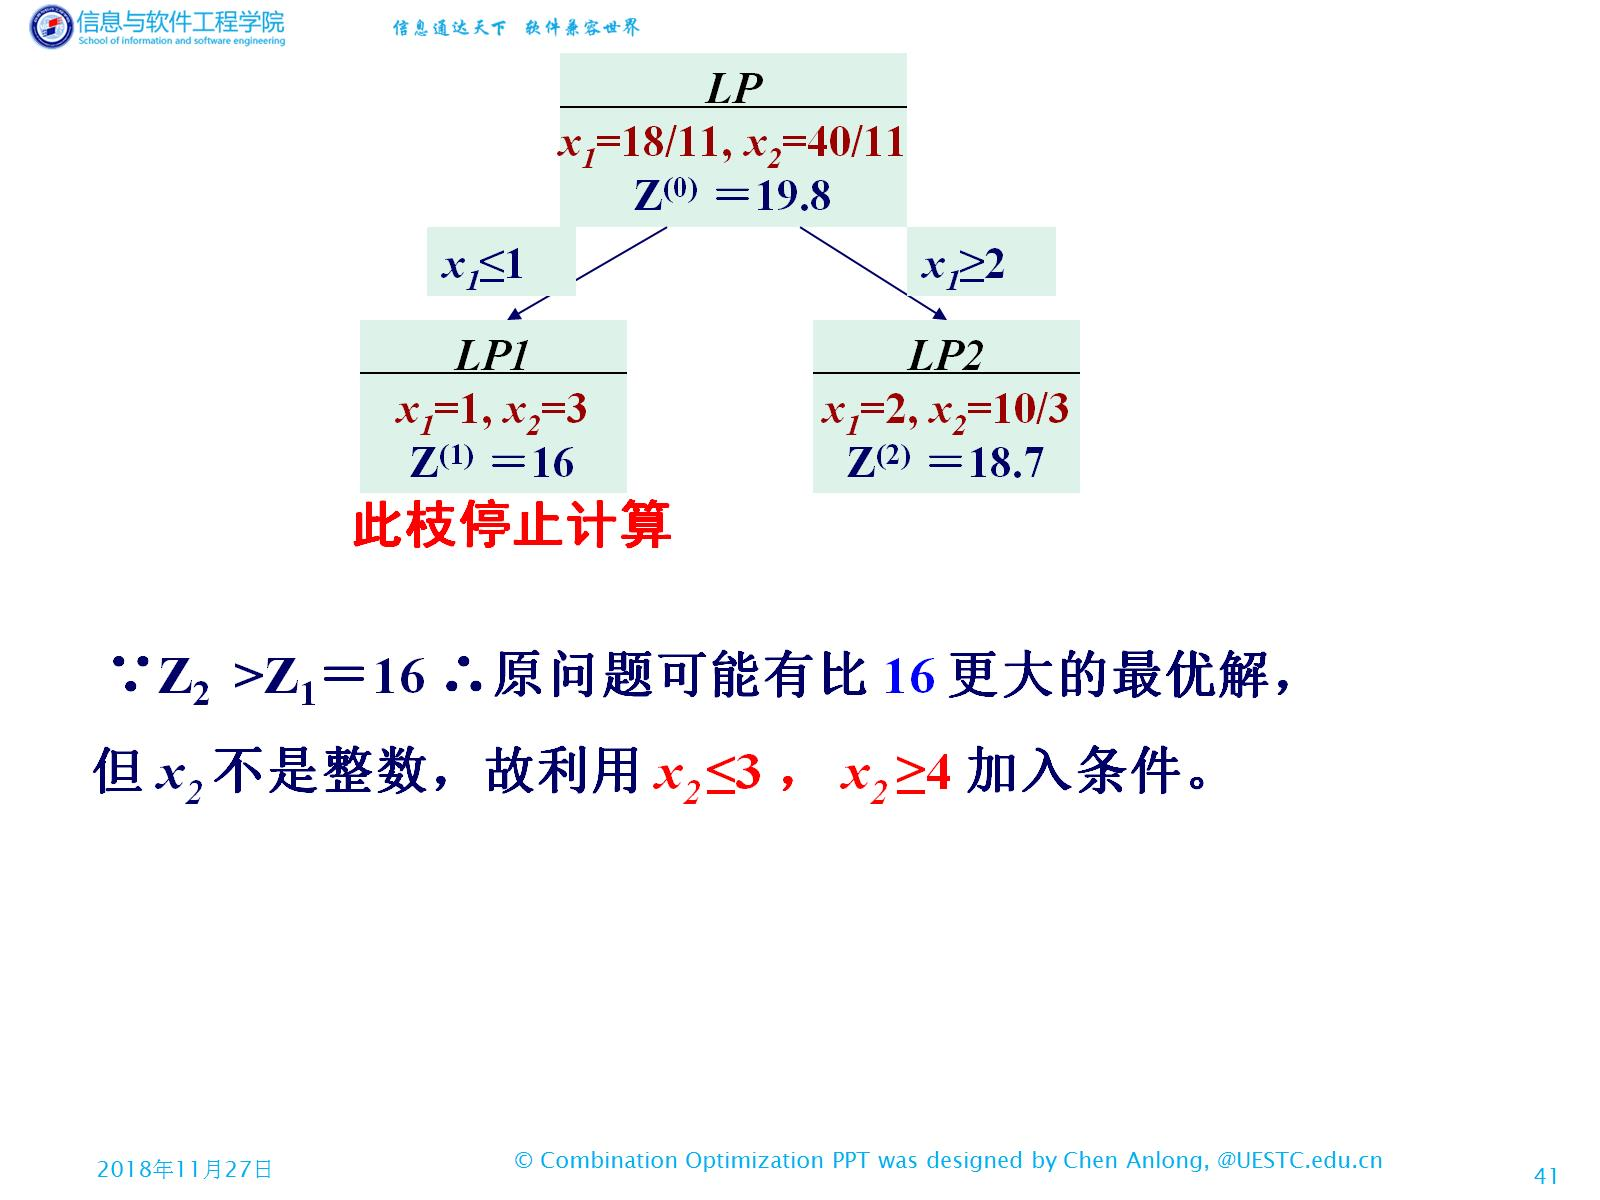 信息与软件工程学院
School of information and software engineering
信息通达天下 软件兼容世界
LP
x₁=18/11, x₂=40/11
Z⁽⁰⁾ ＝19.8
x₁≤1
x₁≥2
LP1
x₁=1, x₂=3
Z⁽¹⁾ ＝16
LP2
x₁=2, x₂=10/3
Z⁽²⁾ ＝18.7
此枝停止计算
∵Z₂ >Z₁＝16 ∴原问题可能有比 16 更大的最优解，
但 x₂ 不是整数，故利用 x₂≤3 ， x₂≥4 加入条件。
2018年11月27日
© Combination Optimization PPT was designed by Chen Anlong, @UESTC.edu.cn
41